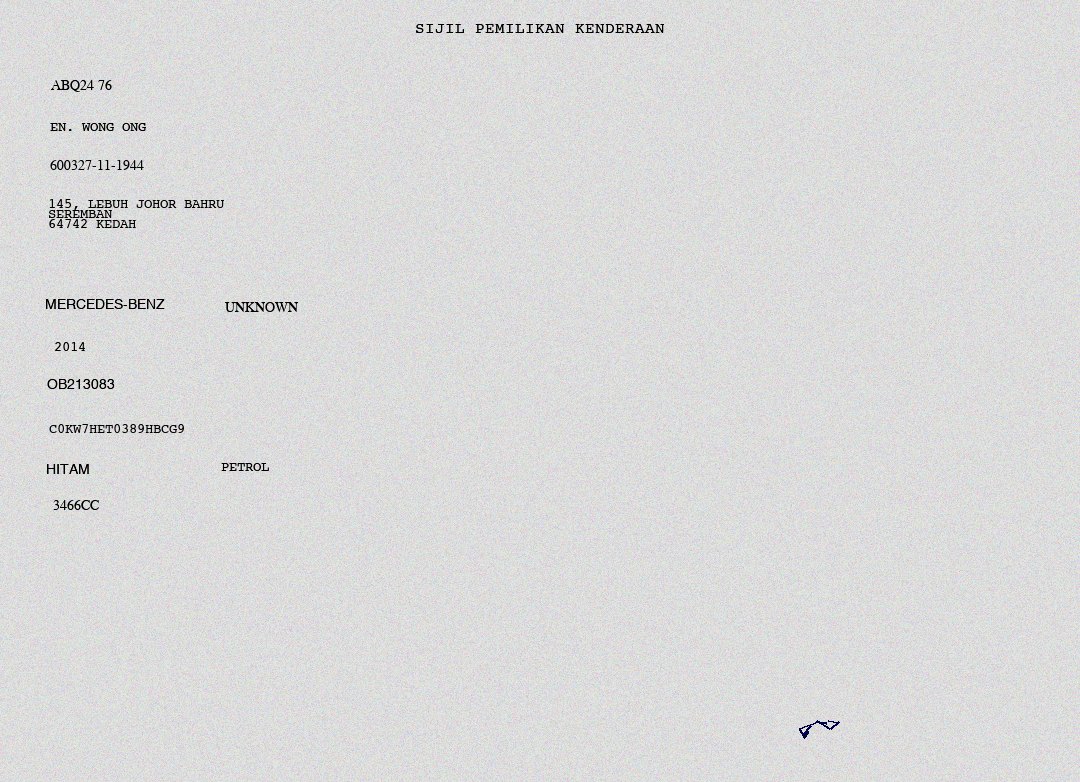 SIJIL PEMILIKAN KENDERAAN
ABQ24 76
EN. WONG ONG
600327-11-1944
145, LEBUH JOHOR BAHRU
SEREMBAN
64742 KEDAH
MERCEDES-BENZ UNKNOWN
2014
OB213083
C0KW7HET0389HBCG9
HITAM PETROL
3466CC